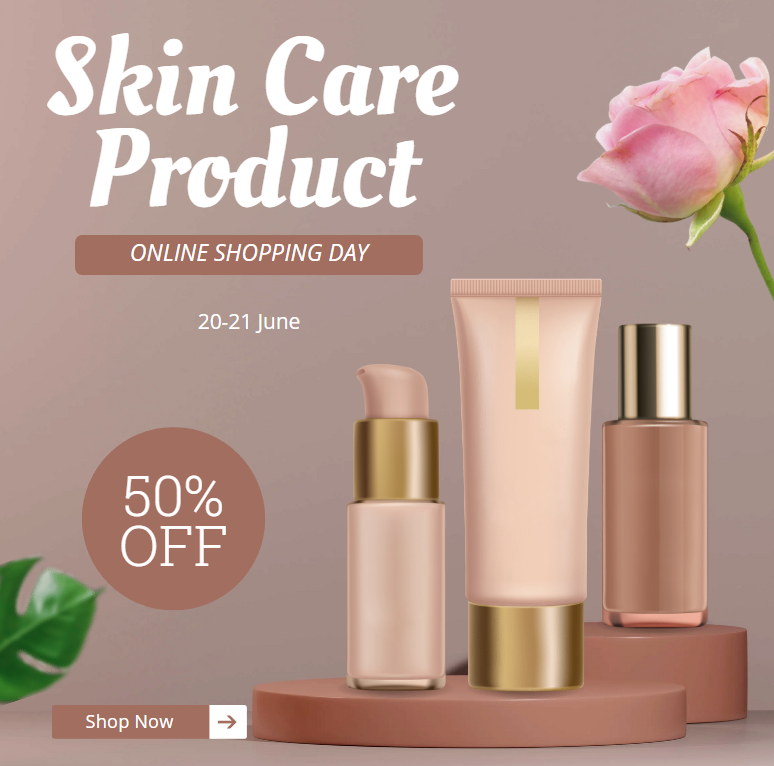 Skin Care
Product
ONLINE SHOPPING DAY
20-21 June
50%
OFF
Shop Now